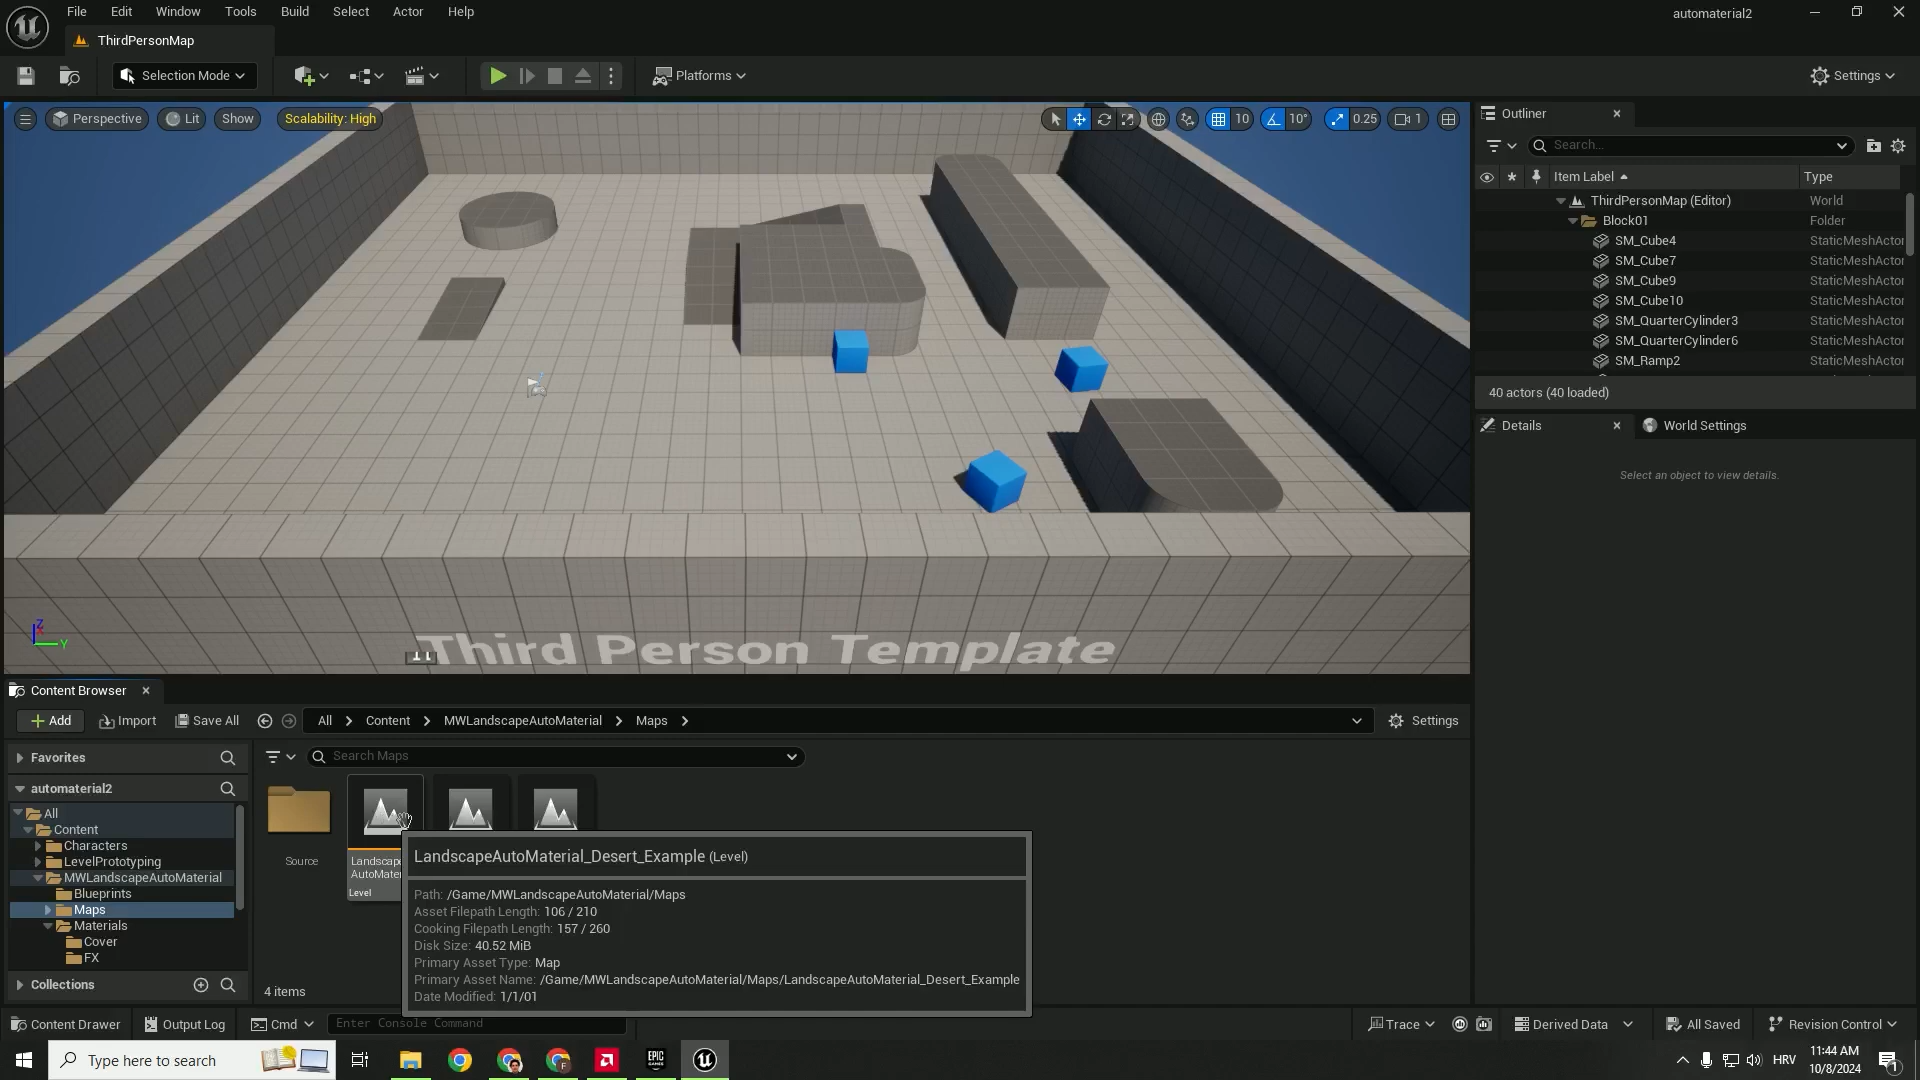 File Edit Window Tools Build Select Actor Help
automaterial2
ThirdPersonMap
Selection Mode
Platforms
Settings
Perspective Lit Show Scalability: High
10 10° 0.25 1
Third Person Template
Z
Y
Outliner
Search...
Item Label Type
ThirdPersonMap (Editor) World
Block01 Folder
SM_Cube4 StaticMeshActor
SM_Cube7 StaticMeshActor
SM_Cube9 StaticMeshActor
SM_Cube10 StaticMeshActor
SM_QuarterCylinder3 StaticMeshActor
SM_QuarterCylinder6 StaticMeshActor
SM_Ramp2 StaticMeshActor
40 actors (40 loaded)
Details World Settings
Select an object to view details.
Content Browser
Add Import Save All All Content MWLandscapeAutoMaterial Maps Settings
Favorites
automaterial2
All
Content
Characters
LevelPrototyping
MWLandscapeAutoMaterial
Blueprints
Maps
Materials
Cover
FX
Collections
Search Maps
Source
Landscape
AutoMater
Level
4 items
LandscapeAutoMaterial_Desert_Example (Level)
Path: /Game/MWLandscapeAutoMaterial/Maps
Asset Filepath Length: 106 / 210
Cooking Filepath Length: 157 / 260
Disk Size: 40.52 MiB
Primary Asset Type: Map
Primary Asset Name: /Game/MWLandscapeAutoMaterial/Maps/LandscapeAutoMaterial_Desert_Example
Date Modified: 1/1/01
Content Drawer Output Log Cmd Enter Console Command Trace Derived Data All Saved Revision Control
Type here to search
EPIC
GAMES
HRV
11:44 AM
10/8/2024
1